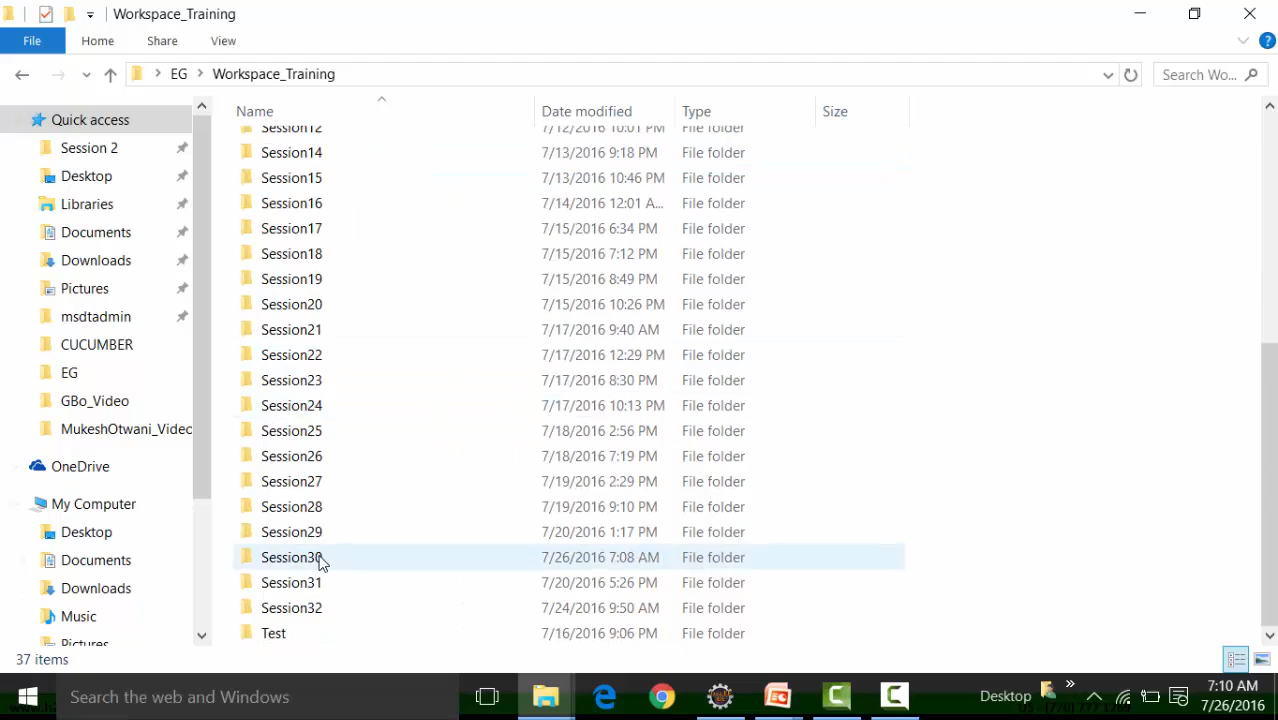 Workspace_Training
File Home Share View
EG Workspace_Training Search Wo...
Name Date modified Type Size
Quick access
Session 2
Desktop
Libraries
Documents
Downloads
Pictures
msdtadmin
CUCUMBER
EG
GBo_Video
MukeshOtwani_Video
OneDrive
My Computer
Desktop
Documents
Downloads
Music
Pictures
Session12 7/12/2016 10:01 PM File folder
Session14 7/13/2016 9:18 PM File folder
Session15 7/13/2016 10:46 PM File folder
Session16 7/14/2016 12:01 A... File folder
Session17 7/15/2016 6:34 PM File folder
Session18 7/15/2016 7:12 PM File folder
Session19 7/15/2016 8:49 PM File folder
Session20 7/15/2016 10:26 PM File folder
Session21 7/17/2016 9:40 AM File folder
Session22 7/17/2016 12:29 PM File folder
Session23 7/17/2016 8:30 PM File folder
Session24 7/17/2016 10:13 PM File folder
Session25 7/18/2016 2:56 PM File folder
Session26 7/18/2016 7:19 PM File folder
Session27 7/19/2016 2:29 PM File folder
Session28 7/19/2016 9:10 PM File folder
Session29 7/20/2016 1:17 PM File folder
Session30 7/26/2016 7:08 AM File folder
Session31 7/20/2016 5:26 PM File folder
Session32 7/24/2016 9:50 AM File folder
Test 7/16/2016 9:06 PM File folder
37 items
Search the web and Windows
Desktop
7:10 AM
7/26/2016